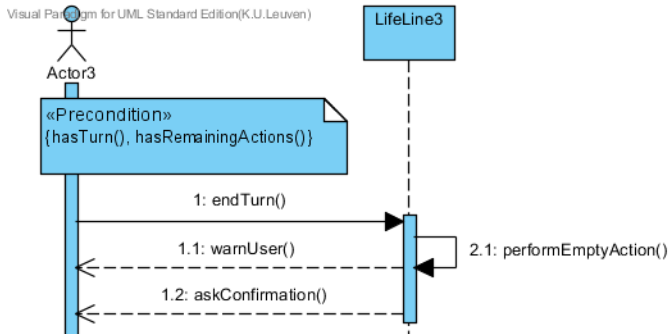 Visual Paradigm for UML Standard Edition(K.U.Leuven)
LifeLine3
Actor3
«Precondition»
{hasTurn(), hasRemainingActions()}
1: endTurn()
1.1: warnUser()
2.1: performEmptyAction()
1.2: askConfirmation()